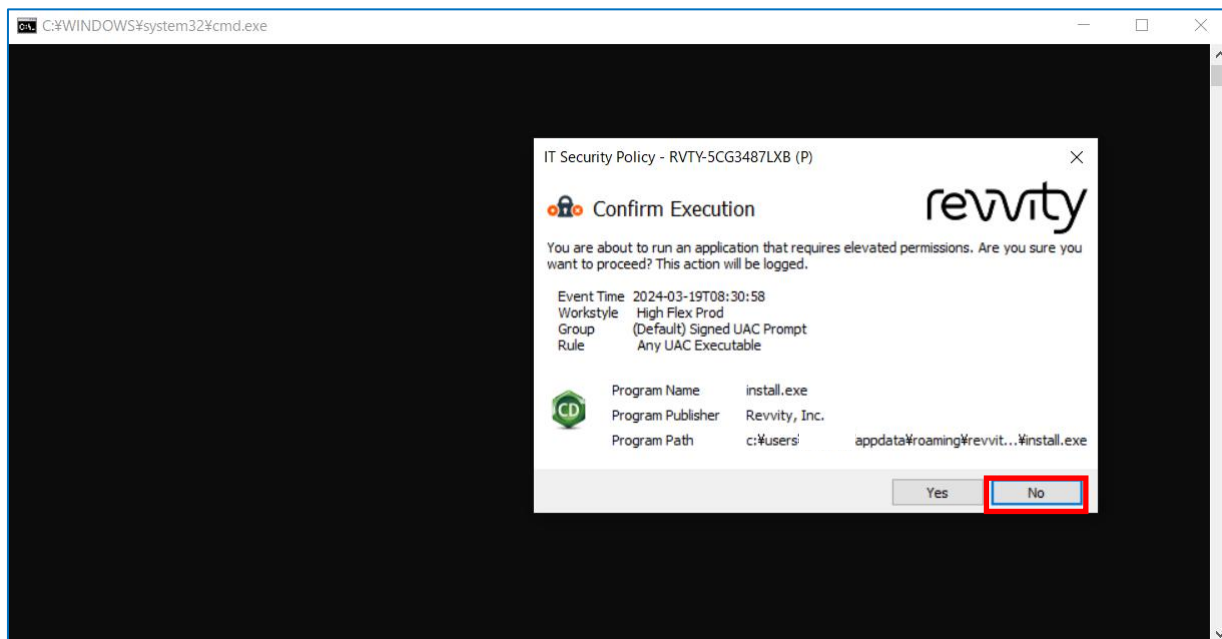 C:¥WINDOWS¥system32¥cmd.exe
IT Security Policy - RVTY-5CG3487LXB (P)
Confirm Execution
revvity
You are about to run an application that requires elevated permissions. Are you sure you
want to proceed? This action will be logged.
Event Time 2024-03-19T08:30:58
Workstyle High Flex Prod
Group (Default) Signed UAC Prompt
Rule Any UAC Executable
CD
Program Name install.exe
Program Publisher Revvity, Inc.
Program Path c:¥users appdata¥roaming¥revvit...¥install.exe
Yes No